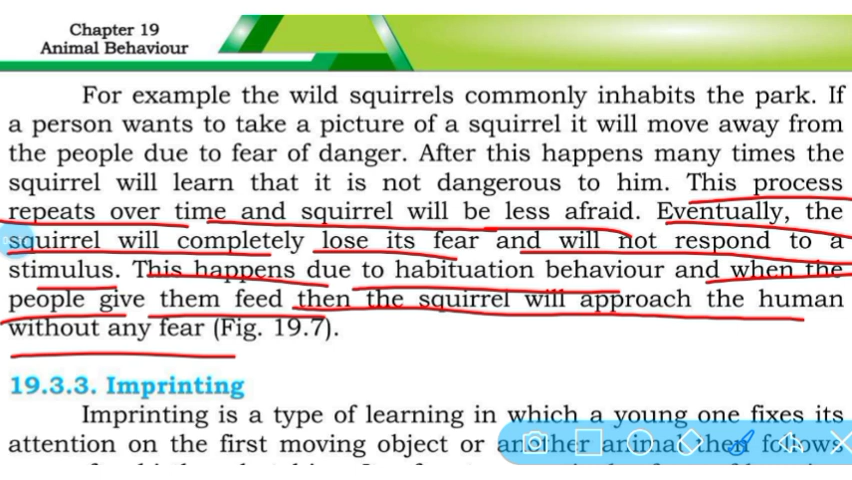 Chapter 19
Animal Behaviour
For example the wild squirrels commonly inhabits the park. If
a person wants to take a picture of a squirrel it will move away from
the people due to fear of danger. After this happens many times the
squirrel will learn that it is not dangerous to him. This process
repeats over time and squirrel will be less afraid. Eventually, the
squirrel will completely lose its fear and will not respond to a
stimulus. This happens due to habituation behaviour and when the
people give them feed then the squirrel will approach the human
without any fear (Fig. 19.7).
19.3.3. Imprinting
Imprinting is a type of learning in which a young one fixes its
attention on the first moving object or another animal then follows